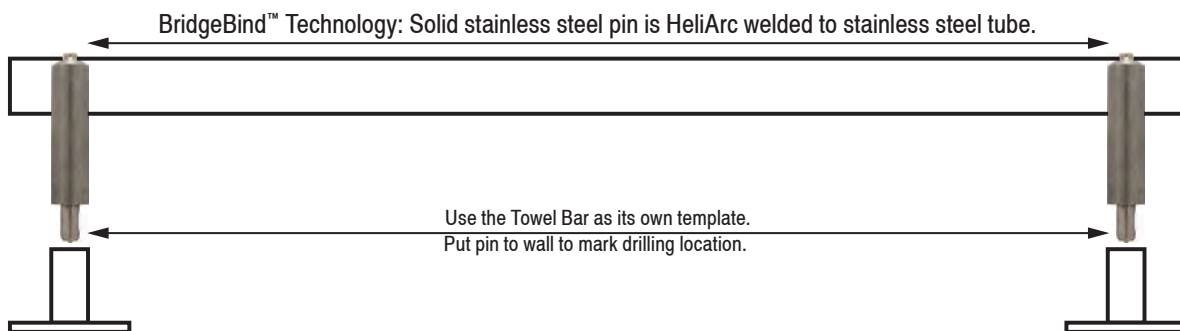 BridgeBind™ Technology: Solid stainless steel pin is HeliArc welded to stainless steel tube.
Use the Towel Bar as its own template.
Put pin to wall to mark drilling location.